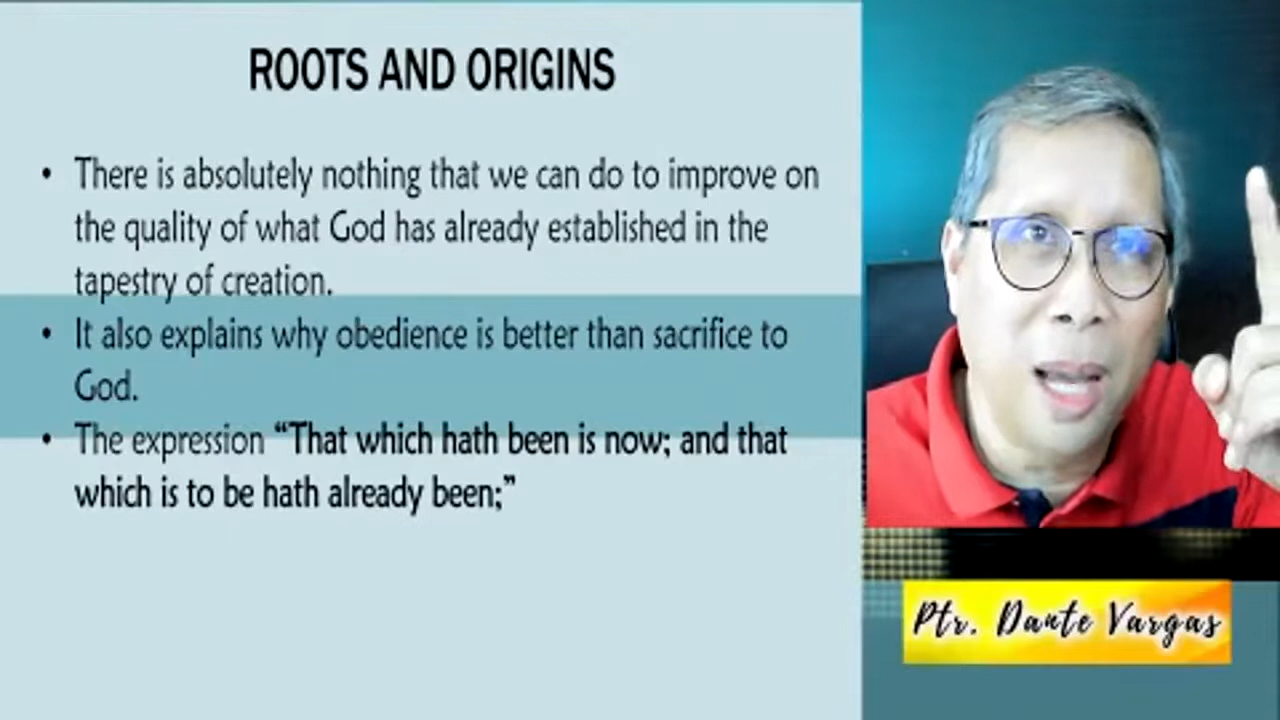 ROOTS AND ORIGINS
• There is absolutely nothing that we can do to improve on
the quality of what God has already established in the
tapestry of creation.
• It also explains why obedience is better than sacrifice to
God.
• The expression “That which hath been is now; and that
which is to be hath already been;”
Ptr. Dante Vargas